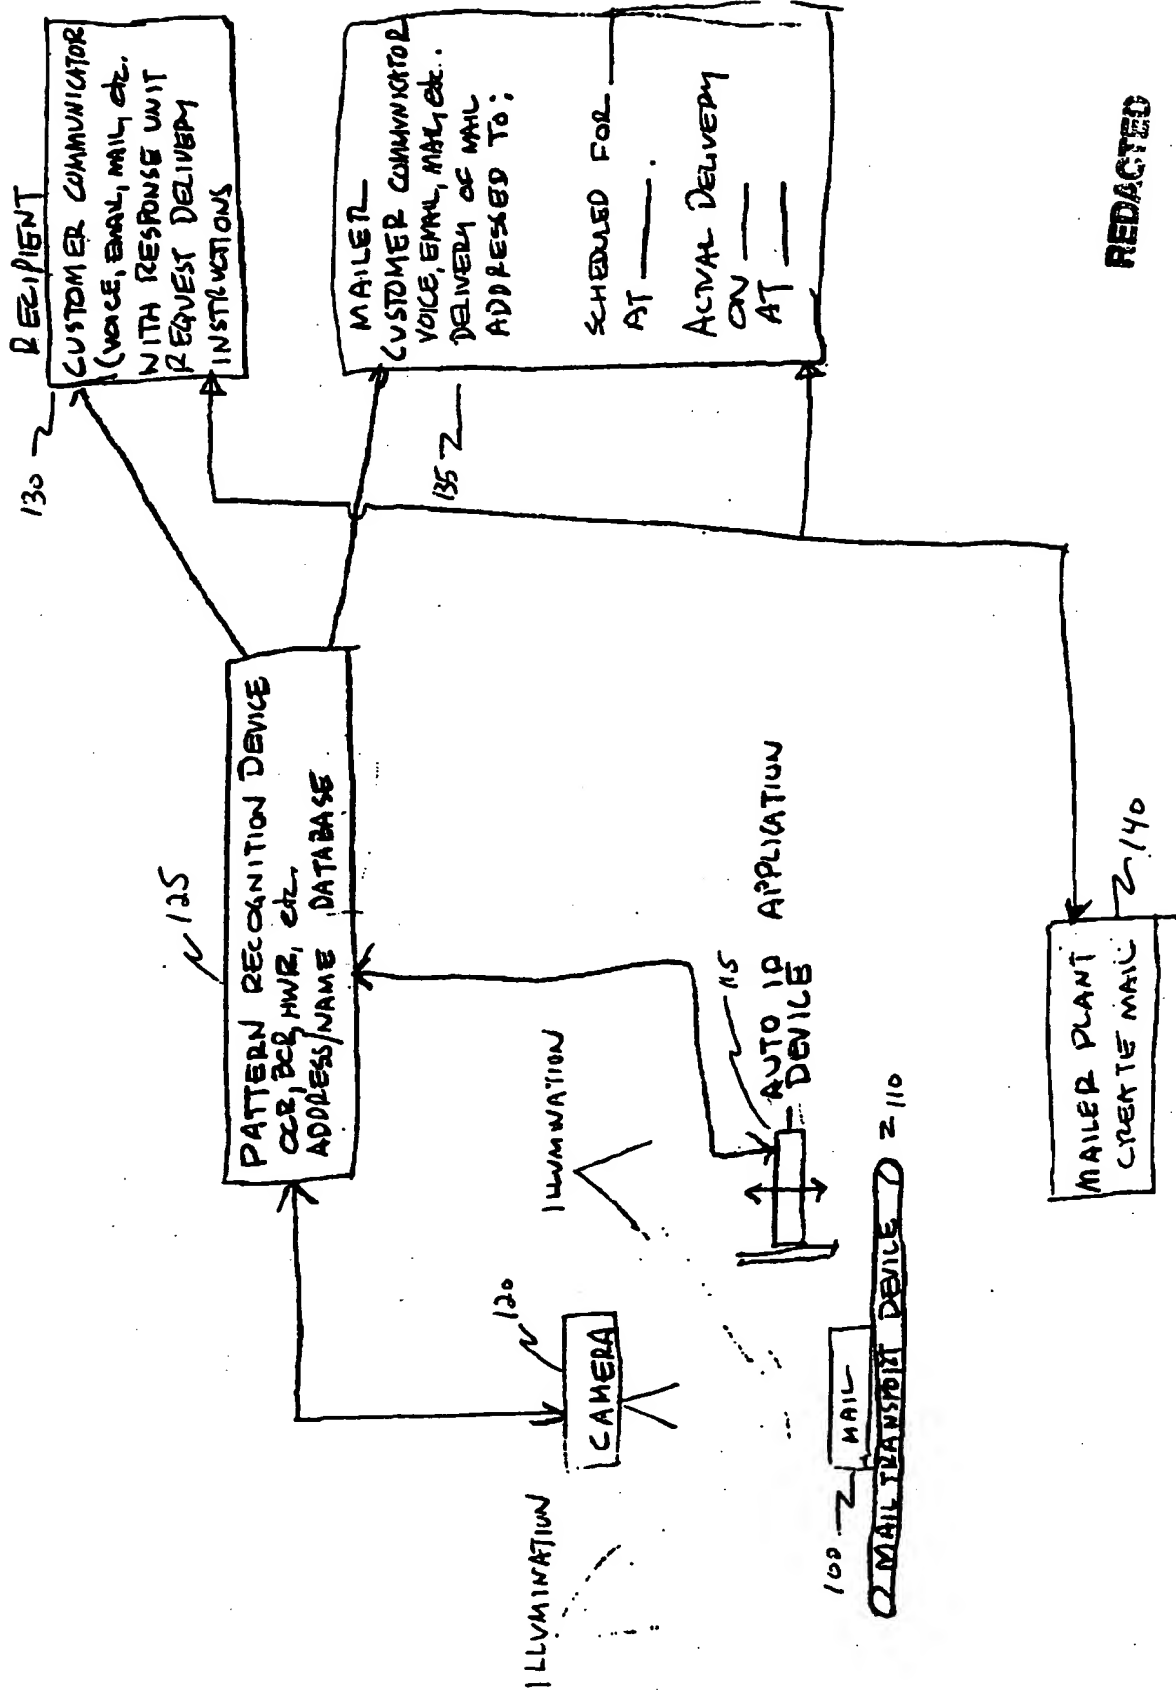 RECIPIENT
130
CUSTOMER COMMUNICATOR
(VOICE, EMAIL, MAIL, etc.
WITH RESPONSE UNIT
REQUEST DELIVERY
INSTRUCTIONS
135
MAILER
CUSTOMER COMMUNICATOR
VOICE, EMAIL, MAIL, etc..
DELIVERY OF MAIL
ADDRESSED TO;
SCHEDULED FOR
AT .
ACTUAL DELIVERY
ON
AT
125
PATTERN RECOGNITION DEVICE
OCR, BCR, HWR, etc.
ADDRESS/NAME DATABASE
ILLUMINATION
120
CAMERA
ILLUMINATION
115
AUTO ID APPLICATION
DEVICE
100
MAIL
MAIL TRANSPORT DEVICE
110
MAILER PLANT
CREATE MAIL
140
REDACTED